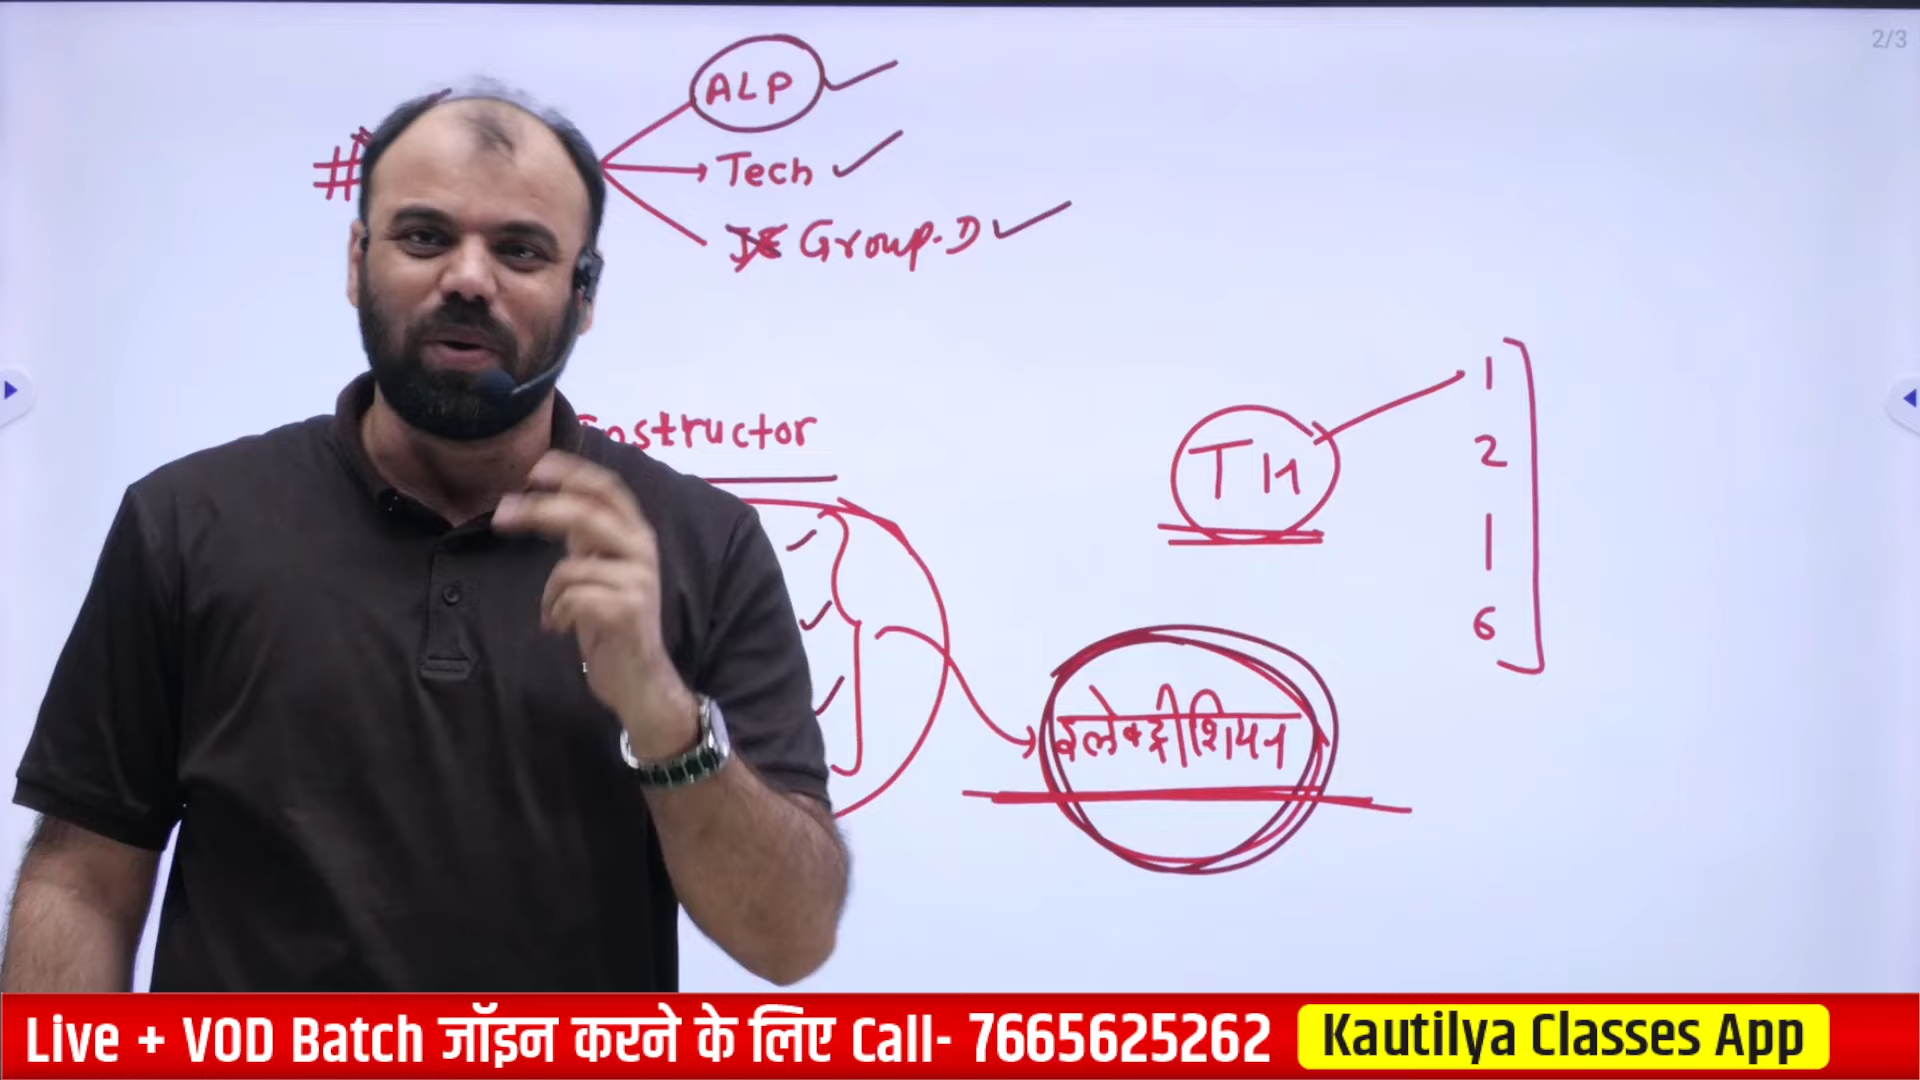 2/3
ALP
#
Tech
Group-D
nstructor
TH
1
2
1
6
इलेक्ट्रीशियन
Live + VOD Batch जॉइन करने के लिए Call- 7665625262
Kautilya Classes App